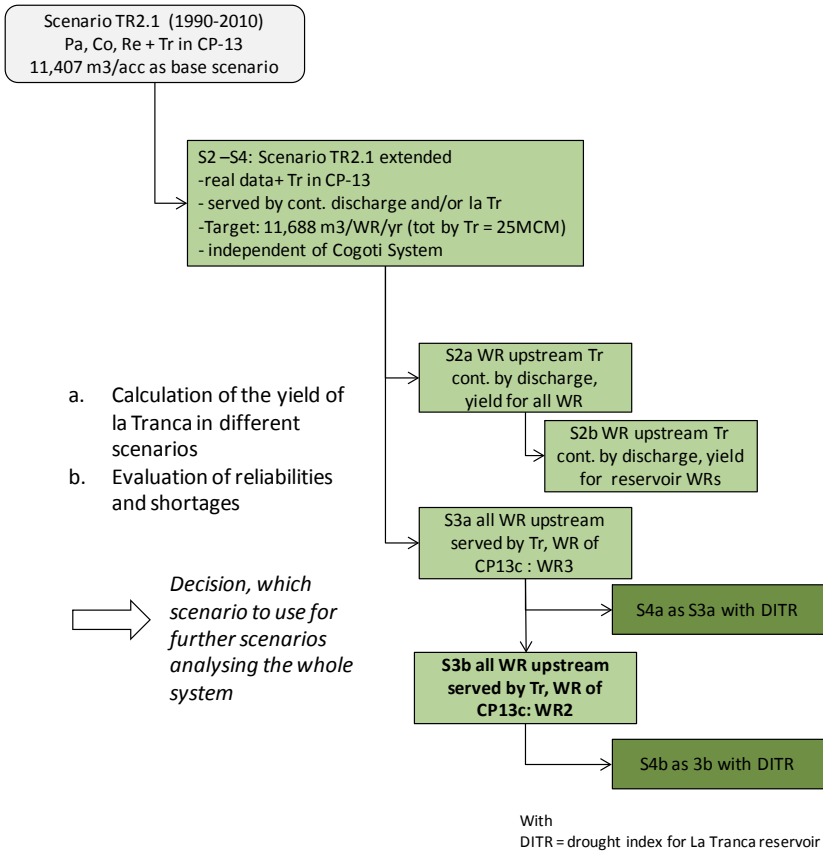 Scenario TR2.1 (1990-2010)
Pa, Co, Re + Tr in CP-13
11,407 m3/acc as base scenario
S2 –S4: Scenario TR2.1 extended
-real data+ Tr in CP-13
- served by cont. discharge and/or la Tr
-Target: 11,688 m3/WR/yr (tot by Tr = 25MCM)
- independent of Cogoti System
S2a WR upstream Tr
cont. by discharge,
yield for all WR
S2b WR upstream Tr
cont. by discharge, yield
for reservoir WRs
a. Calculation of the yield of
la Tranca in different
scenarios
b. Evaluation of reliabilities
and shortages
S3a all WR upstream
served by Tr, WR of
CP13c : WR3
Decision, which
scenario to use for
further scenarios
analysing the whole
system
S4a as S3a with DITR
S3b all WR upstream
served by Tr, WR of
CP13c: WR2
S4b as 3b with DITR
With
DITR = drought index for La Tranca reservoir